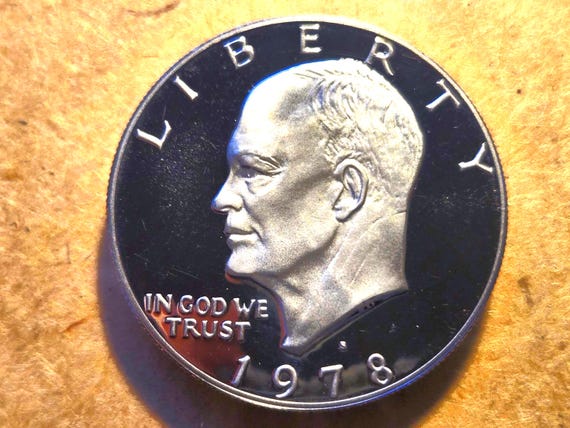 LIBERTY
IN GOD WE
TRUST
S
1978